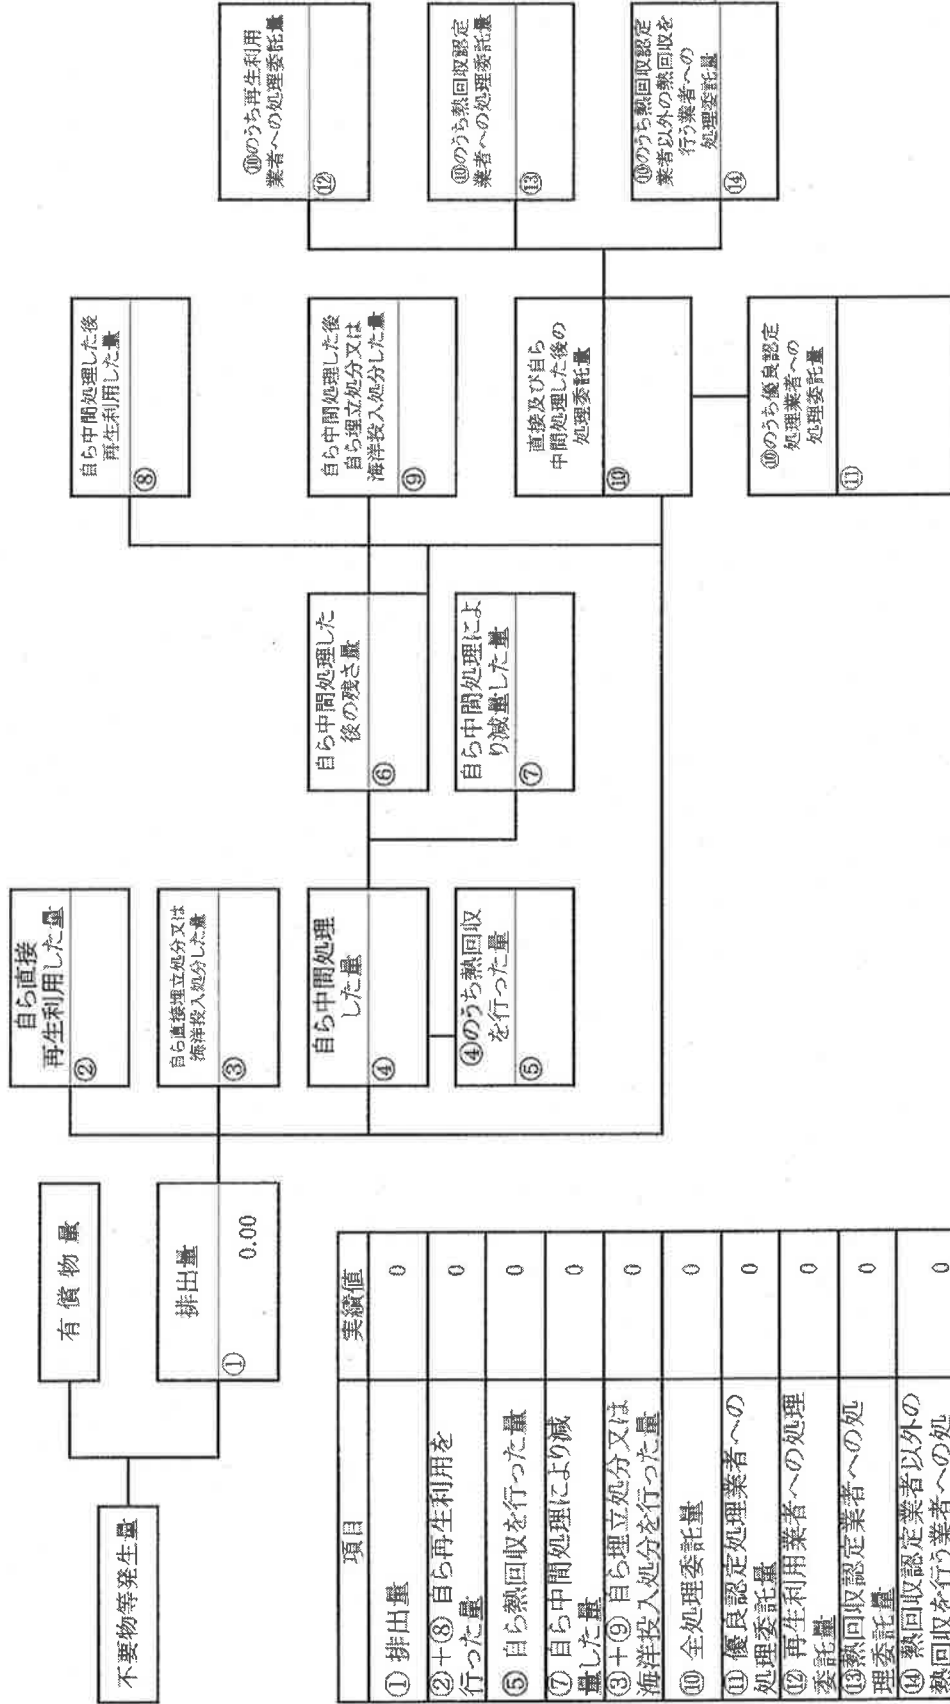 不要物等発生量
有償物量
排出量
①
0.00
自ら直接
再生利用した量
②
自ら直接埋立処分又は
海洋投入処分した量
③
自ら中間処理
した量
④
④のうち熱回収
を行った量
⑤
自ら中間処理した
後の残さ量
⑥
自ら中間処理によ
り減量した量
⑦
自ら中間処理した後
再生利用した量
⑧
自ら中間処理した後
自ら埋立処分又は
海洋投入処分した量
⑨
直接及び自ら
中間処理した後の
処理委託量
⑩
⑩のうち優良認定
処理業者への
処理委託量
⑪
⑩のうち再生利用
業者への処理委託量
⑫
⑩のうち熱回収認定
業者への処理委託量
⑬
⑩のうち熱回収認定
業者以外の熱回収を
行う業者への
処理委託量
⑭
項目 実績値
① 排出量 0
②+⑧ 自ら再生利用を
行った量 0
⑤ 自ら熱回収を行った量 0
⑦ 自ら中間処理により減
量した量 0
③+⑨ 自ら埋立処分又は
海洋投入処分を行った量 0
⑩ 全処理委託量 0
⑪ 優良認定処理業者への
処理委託量 0
⑫ 再生利用業者への処理
委託量 0
⑬熱回収認定業者への処
理委託量 0
⑭ 熱回収認定業者以外の
熱回収を行う業者への処 0